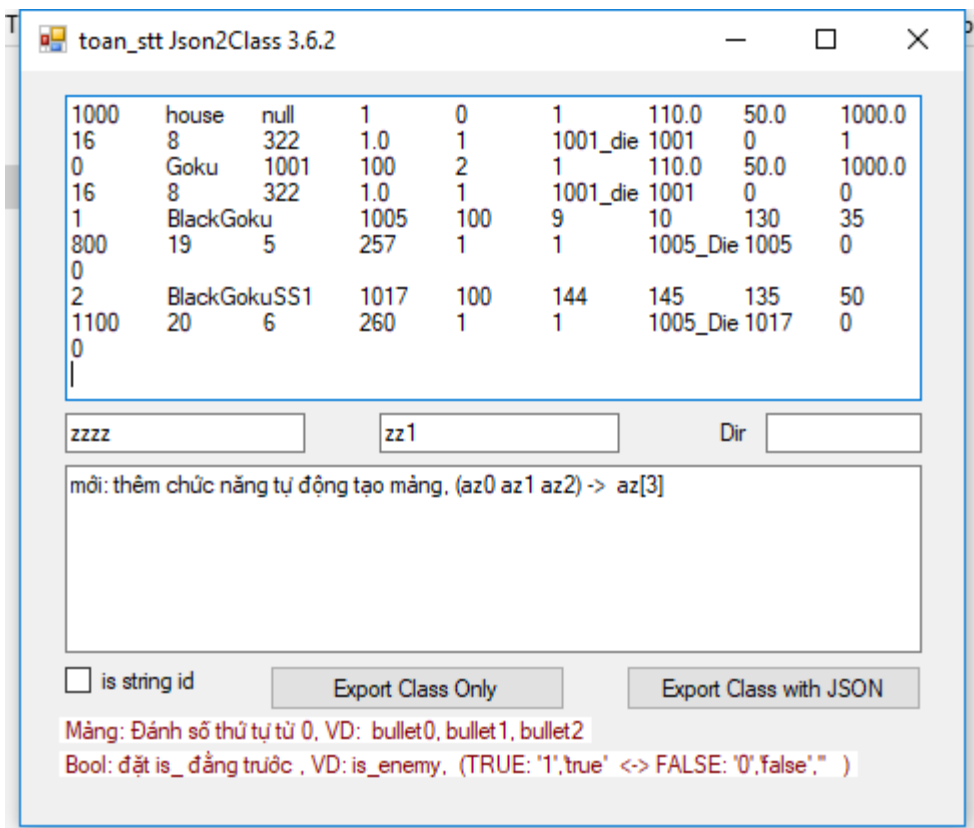 toan_stt Json2Class 3.6.2
1000 house null 1 0 1 110.0 50.0 1000.0
16 8 322 1.0 1 1001_die 1001 0 1
0 Goku 1001 100 2 1 110.0 50.0 1000.0
16 8 322 1.0 1 1001_die 1001 0 0
1 BlackGoku 1005 100 9 10 130 35
800 19 5 257 1 1 1005_Die 1005 0
0
2 BlackGokuSS1 1017 100 144 145 135 50
1100 20 6 260 1 1 1005_Die 1017 0
0
zzzz zz1 Dir
mới: thêm chức năng tự động tạo mảng, (az0 az1 az2) -> az[3]
is string id Export Class Only Export Class with JSON
Mảng: Đánh số thứ tự từ 0, VD: bullet0, bullet1, bullet2
Bool: đặt is_ đằng trước , VD: is_enemy, (TRUE: '1','true' <-> FALSE: '0','false','' )